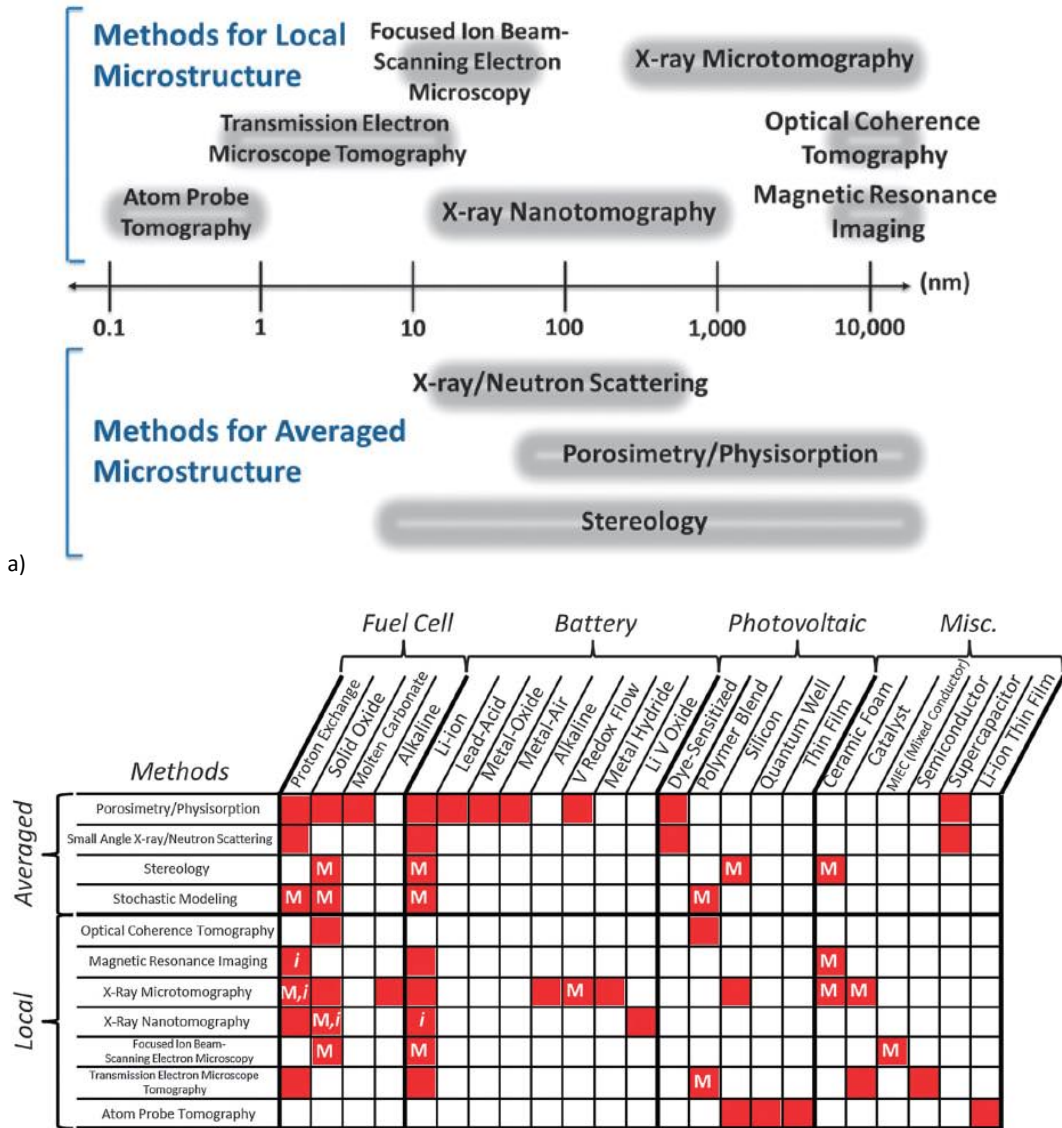 Methods for Local
Microstructure
Focused Ion Beam-
Scanning Electron
Microscopy
X-ray Microtomography
Transmission Electron
Microscope Tomography
Optical Coherence
Tomography
Atom Probe
Tomography
X-ray Nanotomography
Magnetic Resonance
Imaging
(nm)
0.1 1 10 100 1,000 10,000
X-ray/Neutron Scattering
Methods for Averaged
Microstructure
Porosimetry/Physisorption
Stereology
a)
Fuel Cell Battery Photovoltaic Misc.
Proton Exchange
Solid Oxide
Molten Carbonate
Alkaline
Li-ion
Lead-Acid
Metal-Oxide
Metal-Air
Alkaline
V Redox Flow
Metal Hydride
Li V Oxide
Dye-Sensitized
Polymer Blend
Silicon
Quantum Well
Thin Film
Ceramic Foam
Catalyst
MIEC (Mixed Conductor)
Semiconductor
Supercapacitor
Li-ion Thin Film
Methods
Averaged
Porosimetry/Physisorption
Small Angle X-ray/Neutron Scattering
Stereology M M M M
Stochastic Modeling M M M M
Local
Optical Coherence Tomography
Magnetic Resonance Imaging i M
X-Ray Microtomography M,i M M M
X-Ray Nanotomography M,i i
Focused Ion Beam-
Scanning Electron Microscopy M M M
Transmission Electron Microscope
Tomography M
Atom Probe Tomography